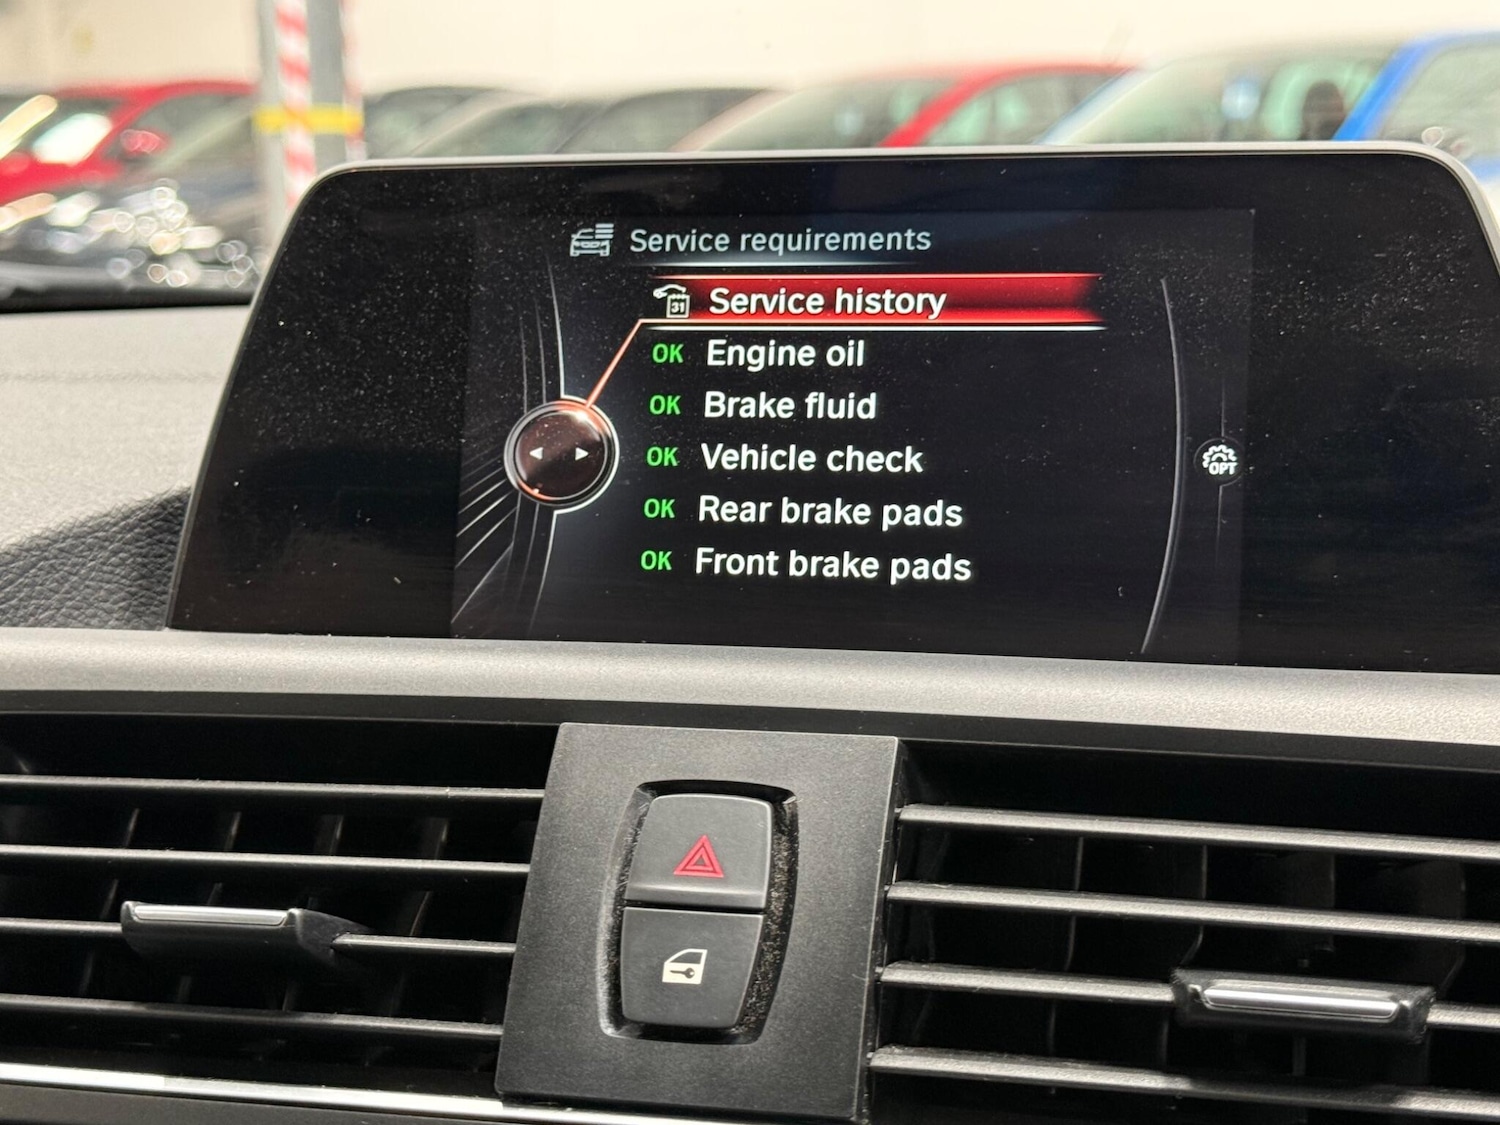 Service requirements
31 Service history
OK Engine oil
OK Brake fluid
OK Vehicle check
OPT
OK Rear brake pads
OK Front brake pads